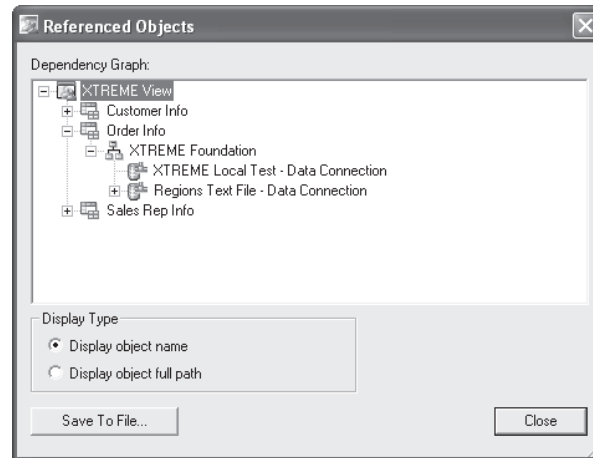 Referenced Objects
Dependency Graph:
XTREME View
Customer Info
Order Info
XTREME Foundation
XTREME Local Test - Data Connection
Regions Text File - Data Connection
Sales Rep Info
Display Type
Display object name
Display object full path
Save To File...
Close